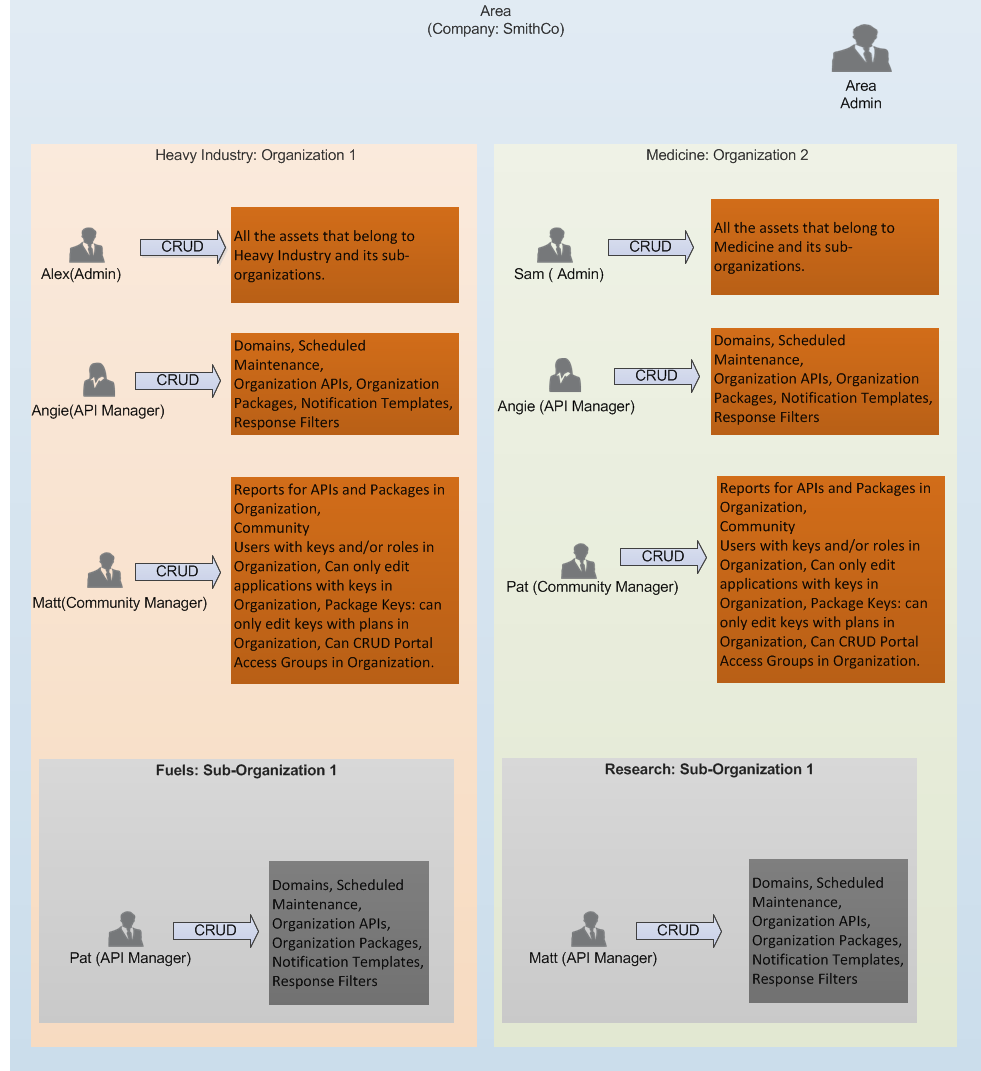 Area
(Company: SmithCo)
Area
Admin
Heavy Industry: Organization 1
CRUD
Alex(Admin)
All the assets that belong to
Heavy Industry and its sub-
organizations.
CRUD
Angie(API Manager)
Domains, Scheduled
Maintenance,
Organization APIs, Organization
Packages, Notification Templates,
Response Filters
CRUD
Matt(Community Manager)
Reports for APIs and Packages in
Organization,
Community
Users with keys and/or roles in
Organization, Can only edit
applications with keys in
Organization, Package Keys: can
only edit keys with plans in
Organization, Can CRUD Portal
Access Groups in Organization.
Fuels: Sub-Organization 1
CRUD
Pat (API Manager)
Domains, Scheduled
Maintenance,
Organization APIs,
Organization Packages,
Notification Templates,
Response Filters
Medicine: Organization 2
CRUD
Sam ( Admin)
All the assets that belong to
Medicine and its sub-
organizations.
CRUD
Angie (API Manager)
Domains, Scheduled
Maintenance,
Organization APIs, Organization
Packages, Notification Templates,
Response Filters
CRUD
Pat (Community Manager)
Reports for APIs and Packages in
Organization,
Community
Users with keys and/or roles in
Organization, Can only edit
applications with keys in
Organization, Package Keys: can
only edit keys with plans in
Organization, Can CRUD Portal
Access Groups in Organization.
Research: Sub-Organization 1
CRUD
Matt (API Manager)
Domains, Scheduled
Maintenance,
Organization APIs,
Organization Packages,
Notification Templates,
Response Filters